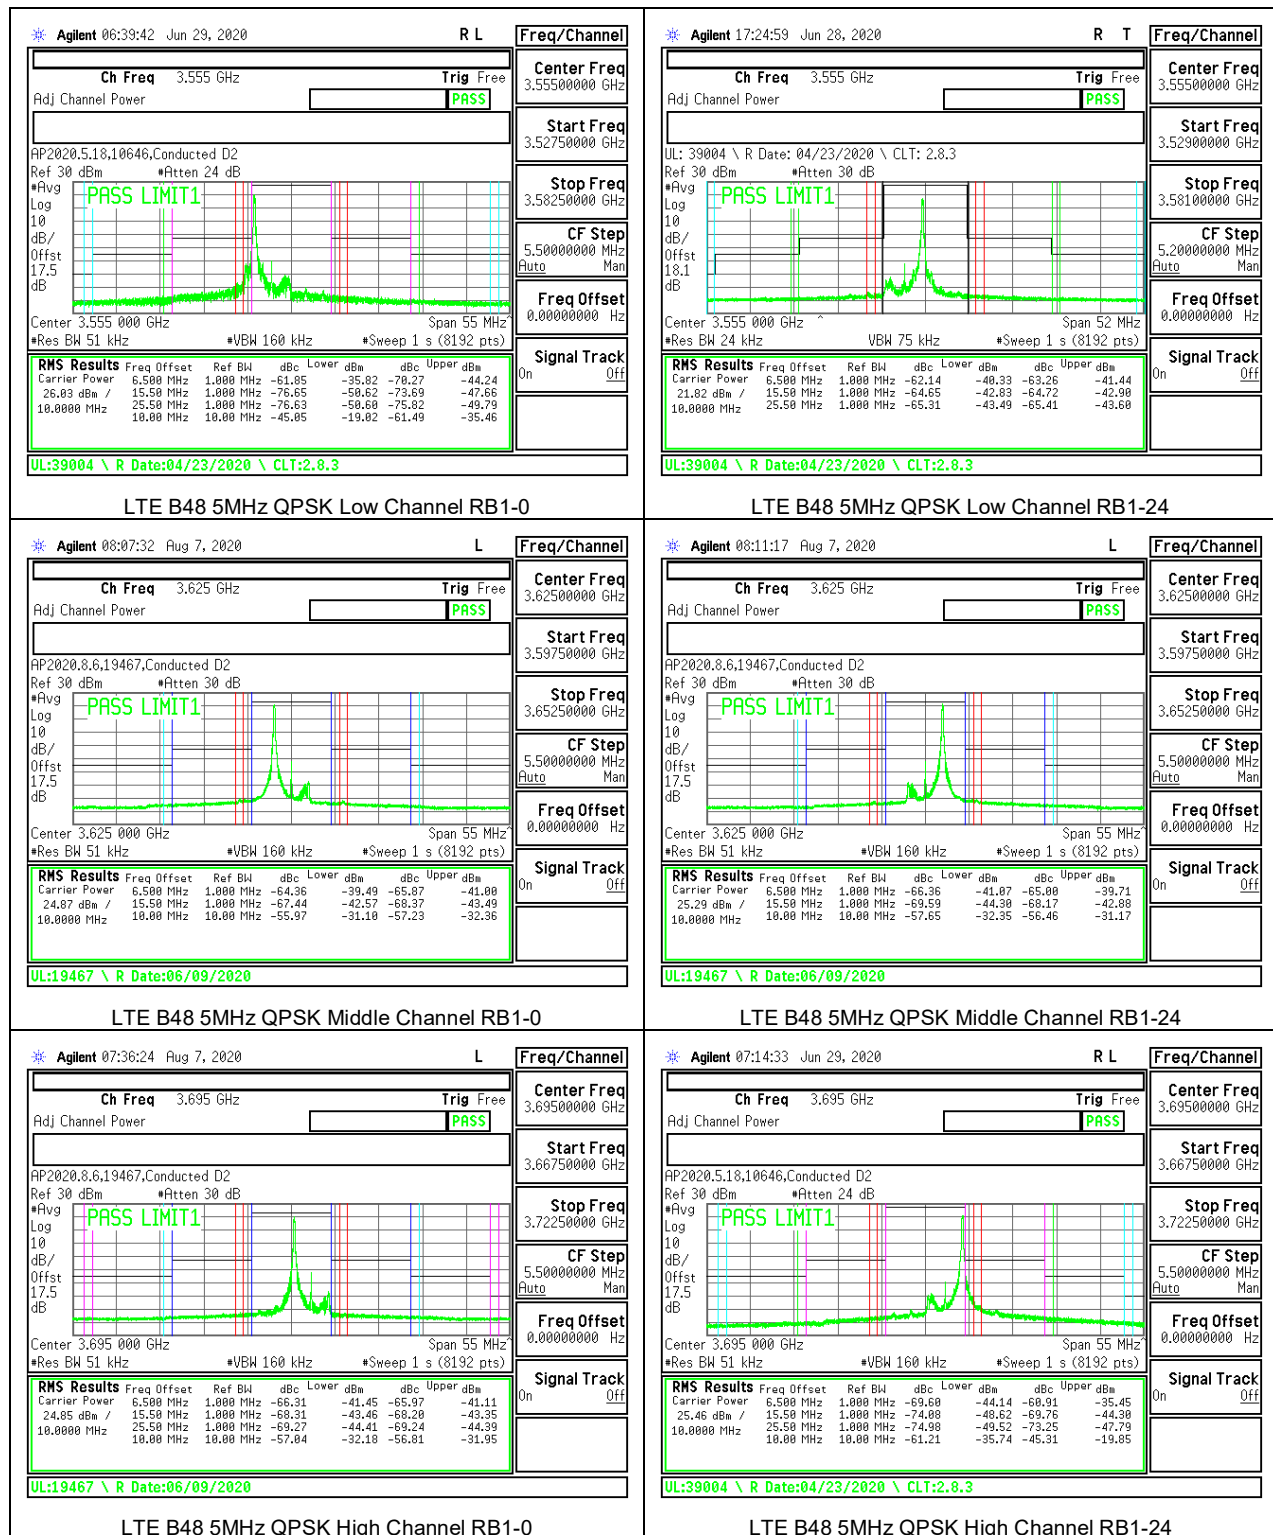 Agilent 06:39:42 Jun 29, 2020 R L Freq/Channel
Ch Freq 3.555 GHz Trig Free
Adj Channel Power PASS
Center Freq
3.55500000 GHz
Start Freq
3.52750000 GHz
Stop Freq
3.58250000 GHz
CF Step
5.50000000 MHz
Auto Man
Freq Offset
0.00000000 Hz
Signal Track
On Off
AP2020.5.18,10646,Conducted D2
Ref 30 dBm #Atten 24 dB
#Avg
Log
10
dB/
Offst
17.5
dB
PASS LIMIT1
Center 3.555 000 GHz Span 55 MHz^
#Res BW 51 kHz #VBW 160 kHz #Sweep 1 s (8192 pts)
RMS Results Freq Offset Ref BW dBc Lower dBm dBc Upper dBm
Carrier Power 6.500 MHz 1.000 MHz -61.85 -35.82 -70.27 -44.24
26.03 dBm / 15.50 MHz 1.000 MHz -76.65 -50.62 -73.69 -47.66
10.0000 MHz 25.50 MHz 1.000 MHz -76.63 -50.60 -75.82 -49.79
10.00 MHz 10.00 MHz -45.05 -19.02 -61.49 -35.46
UL:39004 \ R Date:04/23/2020 \ CLT:2.8.3
LTE B48 5MHz QPSK Low Channel RB1-0
Agilent 17:24:59 Jun 28, 2020 R T Freq/Channel
Ch Freq 3.555 GHz Trig Free
Adj Channel Power PASS
Center Freq
3.55500000 GHz
Start Freq
3.52900000 GHz
Stop Freq
3.58100000 GHz
CF Step
5.20000000 MHz
Auto Man
Freq Offset
0.00000000 Hz
Signal Track
On Off
UL: 39004 \ R Date: 04/23/2020 \ CLT: 2.8.3
Ref 30 dBm #Atten 30 dB
#Avg
Log
10
dB/
Offst
18.1
dB
PASS LIMIT1
Center 3.555 000 GHz ^ Span 52 MHz
#Res BW 24 kHz VBW 75 kHz #Sweep 1 s (8192 pts)
RMS Results Freq Offset Ref BW dBc Lower dBm dBc Upper dBm
Carrier Power 6.500 MHz 1.000 MHz -62.14 -40.33 -63.26 -41.44
21.82 dBm / 15.50 MHz 1.000 MHz -64.65 -42.83 -64.72 -42.90
10.0000 MHz 25.50 MHz 1.000 MHz -65.31 -43.49 -65.41 -43.60
UL:39004 \ R Date:04/23/2020 \ CLT:2.8.3
LTE B48 5MHz QPSK Low Channel RB1-24
Agilent 08:07:32 Aug 7, 2020 L Freq/Channel
Ch Freq 3.625 GHz Trig Free
Adj Channel Power PASS
Center Freq
3.62500000 GHz
Start Freq
3.59750000 GHz
Stop Freq
3.65250000 GHz
CF Step
5.50000000 MHz
Auto Man
Freq Offset
0.00000000 Hz
Signal Track
On Off
AP2020.8.6,19467,Conducted D2
Ref 30 dBm #Atten 30 dB
#Avg
Log
10
dB/
Offst
17.5
dB
PASS LIMIT1
Center 3.625 000 GHz Span 55 MHz^
#Res BW 51 kHz #VBW 160 kHz #Sweep 1 s (8192 pts)
RMS Results Freq Offset Ref BW dBc Lower dBm dBc Upper dBm
Carrier Power 6.500 MHz 1.000 MHz -64.36 -39.49 -65.87 -41.00
24.87 dBm / 15.50 MHz 1.000 MHz -67.44 -42.57 -68.37 -43.49
10.0000 MHz 10.00 MHz 10.00 MHz -55.97 -31.10 -57.23 -32.36
UL:19467 \ R Date:06/09/2020
LTE B48 5MHz QPSK Middle Channel RB1-0
Agilent 08:11:17 Aug 7, 2020 L Freq/Channel
Ch Freq 3.625 GHz Trig Free
Adj Channel Power PASS
Center Freq
3.62500000 GHz
Start Freq
3.59750000 GHz
Stop Freq
3.65250000 GHz
CF Step
5.50000000 MHz
Auto Man
Freq Offset
0.00000000 Hz
Signal Track
On Off
AP2020.8.6,19467,Conducted D2
Ref 30 dBm #Atten 30 dB
#Avg
Log
10
dB/
Offst
17.5
dB
PASS LIMIT1
Center 3.625 000 GHz Span 55 MHz^
#Res BW 51 kHz #VBW 160 kHz #Sweep 1 s (8192 pts)
RMS Results Freq Offset Ref BW dBc Lower dBm dBc Upper dBm
Carrier Power 6.500 MHz 1.000 MHz -66.36 -41.07 -65.00 -39.71
25.29 dBm / 15.50 MHz 1.000 MHz -69.59 -44.30 -68.17 -42.88
10.0000 MHz 10.00 MHz 10.00 MHz -57.65 -32.35 -56.46 -31.17
UL:19467 \ R Date:06/09/2020
LTE B48 5MHz QPSK Middle Channel RB1-24
Agilent 07:36:24 Aug 7, 2020 L Freq/Channel
Ch Freq 3.695 GHz Trig Free
Adj Channel Power PASS
Center Freq
3.69500000 GHz
Start Freq
3.66750000 GHz
Stop Freq
3.72250000 GHz
CF Step
5.50000000 MHz
Auto Man
Freq Offset
0.00000000 Hz
Signal Track
On Off
AP2020.8.6,19467,Conducted D2
Ref 30 dBm #Atten 30 dB
#Avg
Log
10
dB/
Offst
17.5
dB
PASS LIMIT1
Center 3.695 000 GHz Span 55 MHz^
#Res BW 51 kHz #VBW 160 kHz #Sweep 1 s (8192 pts)
RMS Results Freq Offset Ref BW dBc Lower dBm dBc Upper dBm
Carrier Power 6.500 MHz 1.000 MHz -66.31 -41.45 -65.97 -41.11
24.85 dBm / 15.50 MHz 1.000 MHz -68.31 -43.46 -68.20 -43.35
10.0000 MHz 25.50 MHz 1.000 MHz -69.27 -44.41 -69.24 -44.39
10.00 MHz 10.00 MHz -57.04 -32.18 -56.81 -31.95
UL:19467 \ R Date:06/09/2020
LTE B48 5MHz QPSK High Channel RB1-0
Agilent 07:14:33 Jun 29, 2020 R L Freq/Channel
Ch Freq 3.695 GHz Trig Free
Adj Channel Power PASS
Center Freq
3.69500000 GHz
Start Freq
3.66750000 GHz
Stop Freq
3.72250000 GHz
CF Step
5.50000000 MHz
Auto Man
Freq Offset
0.00000000 Hz
Signal Track
On Off
AP2020.5.18,10646,Conducted D2
Ref 30 dBm #Atten 24 dB
#Avg
Log
10
dB/
Offst
17.5
dB
PASS LIMIT1
Center 3.695 000 GHz Span 55 MHz^
#Res BW 51 kHz #VBW 160 kHz #Sweep 1 s (8192 pts)
RMS Results Freq Offset Ref BW dBc Lower dBm dBc Upper dBm
Carrier Power 6.500 MHz 1.000 MHz -69.60 -44.14 -60.91 -35.45
25.46 dBm / 15.50 MHz 1.000 MHz -74.08 -48.62 -69.76 -44.30
10.0000 MHz 25.50 MHz 1.000 MHz -74.98 -49.52 -73.25 -47.79
10.00 MHz 10.00 MHz -61.21 -35.74 -45.31 -19.85
UL:39004 \ R Date:04/23/2020 \ CLT:2.8.3
LTE B48 5MHz QPSK High Channel RB1-24